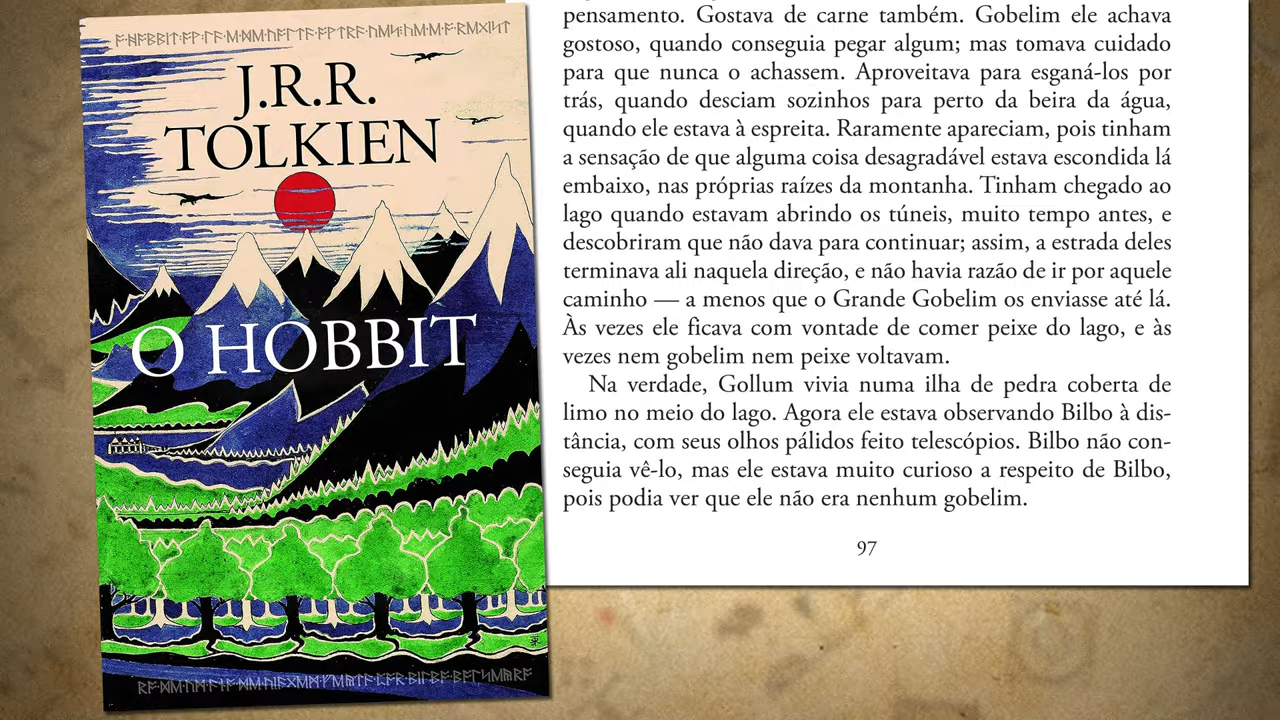 J.R.R.
TOLKIEN
O HOBBIT
pensamento. Gostava de carne também. Gobelim ele achava
gostoso, quando conseguia pegar algum; mas tomava cuidado
para que nunca o achassem. Aproveitava para esganá-los por
trás, quando desciam sozinhos para perto da beira da água,
quando ele estava à espreita. Raramente apareciam, pois tinham
a sensação de que alguma coisa desagradável estava escondida lá
embaixo, nas próprias raízes da montanha. Tinham chegado ao
lago quando estavam abrindo os túneis, muito tempo antes, e
descobriram que não dava para continuar; assim, a estrada deles
terminava ali naquela direção, e não havia razão de ir por aquele
caminho — a menos que o Grande Gobelim os enviasse até lá.
Às vezes ele ficava com vontade de comer peixe do lago, e às
vezes nem gobelim nem peixe voltavam.
Na verdade, Gollum vivia numa ilha de pedra coberta de
limo no meio do lago. Agora ele estava observando Bilbo à dis-
tância, com seus olhos pálidos feito telescópios. Bilbo não con-
seguia vê-lo, mas ele estava muito curioso a respeito de Bilbo,
pois podia ver que ele não era nenhum gobelim.
97